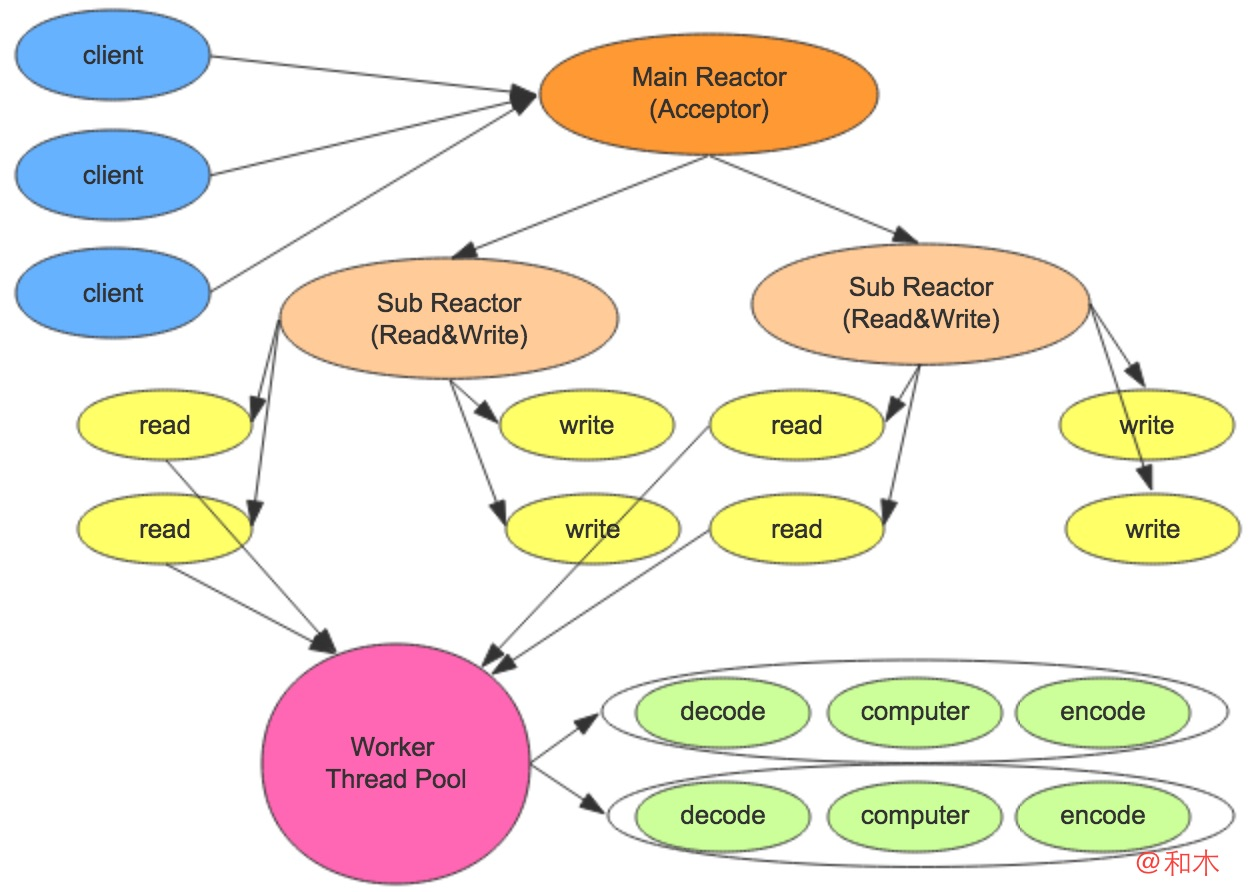 client
Main Reactor
(Acceptor)
client
client
Sub Reactor
(Read&Write)
Sub Reactor
(Read&Write)
read
write
read
write
read
write
read
write
Worker
Thread Pool
decode
computer
encode
decode
computer
encode
@和木